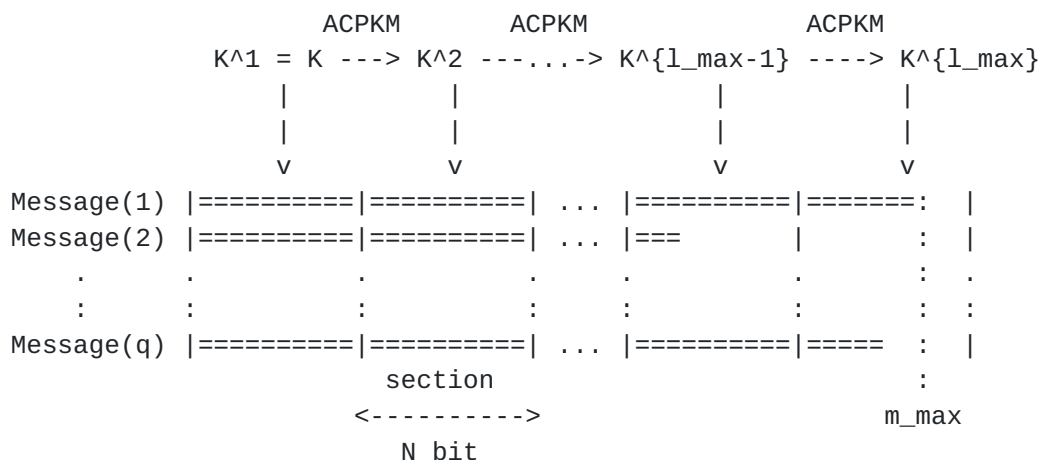 ACPKM       ACPKM              ACPKM
             K^1 = K ---> K^2 ---...-> K^{l_max-1} ----> K^{l_max}
                 |          |                |           |
                 |          |                |           |
                 v          v                v           v
Message(1) |==========|==========| ... |==========|=======:  |
Message(2) |==========|==========| ... |===       |       :  |
    .      .          .          .     .          .       :  .
    :      :          :          :     :          :       :  :
Message(q) |==========|==========| ... |==========|=====  :  |
                        section                           :
                      <---------->                      m_max
                         N bit